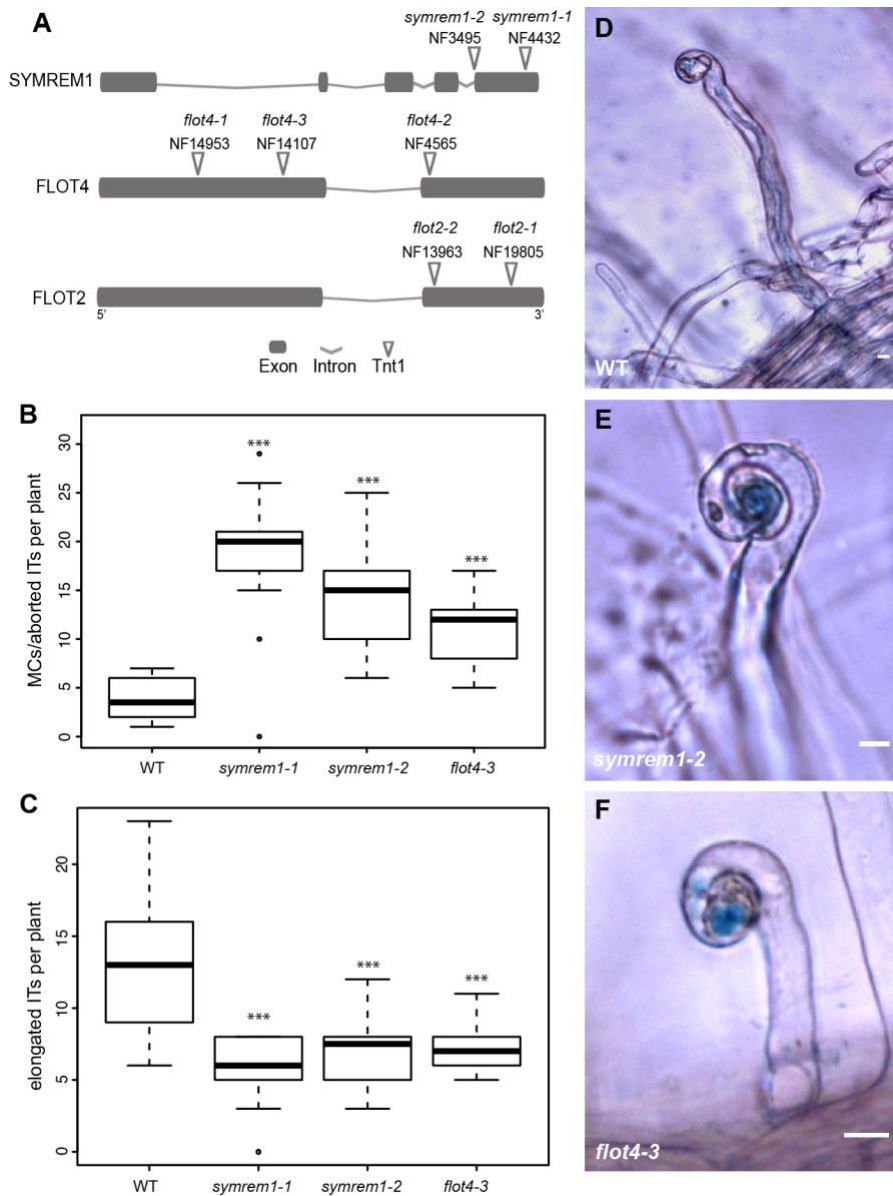 A
symrem1-2 symrem1-1
NF3495 NF4432
SYMREM1
flot4-1 flot4-3 flot4-2
NF14953 NF14107 NF4565
FLOT4
flot2-2 flot2-1
NF13963 NF19805
FLOT2
5' 3'
Exon Intron Tnt1
B
MCs/aborted ITs per plant
30
25
20
15
10
5
0
***
***
***
WT symrem1-1 symrem1-2 flot4-3
C
elongated ITs per plant
20
15
10
5
0
***
***
***
WT symrem1-1 symrem1-2 flot4-3
D
WT
E
symrem1-2
F
flot4-3